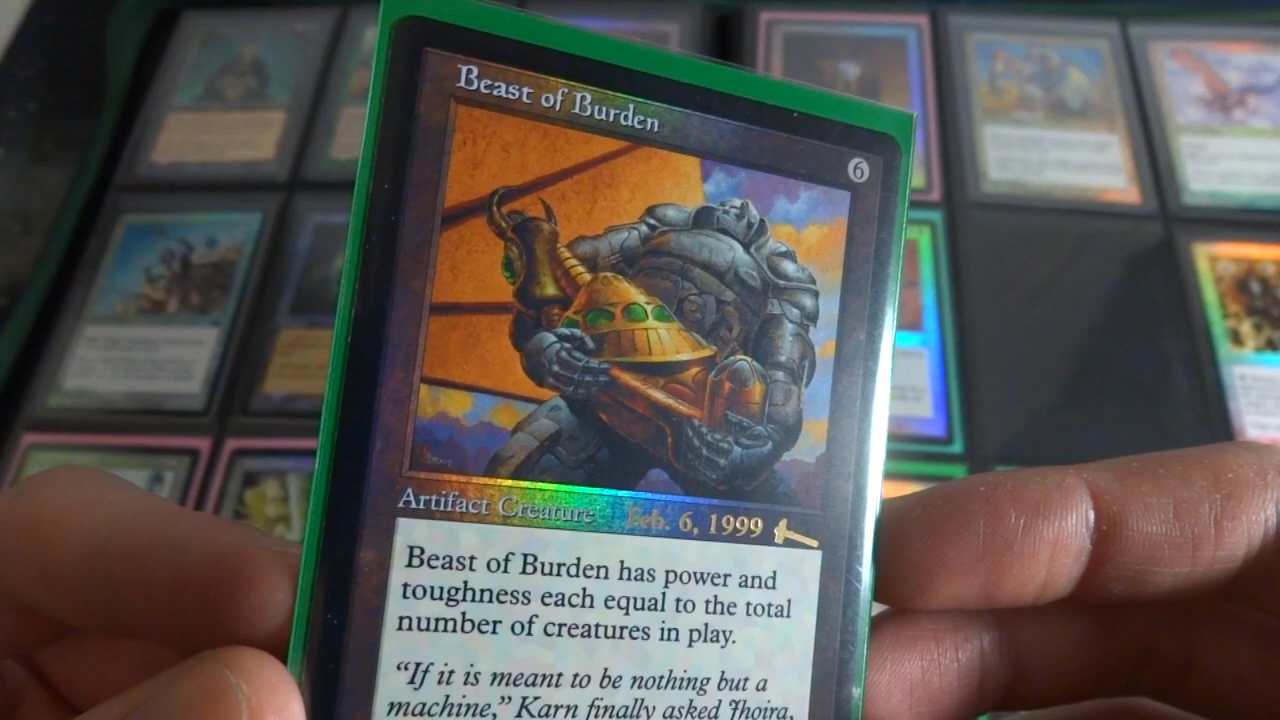 Beast of Burden
6
Artifact Creature Feb. 6, 1999
Beast of Burden has power and
toughness each equal to the total
number of creatures in play.
“If it is meant to be nothing but a
machine,” Karn finally asked Jhoira,